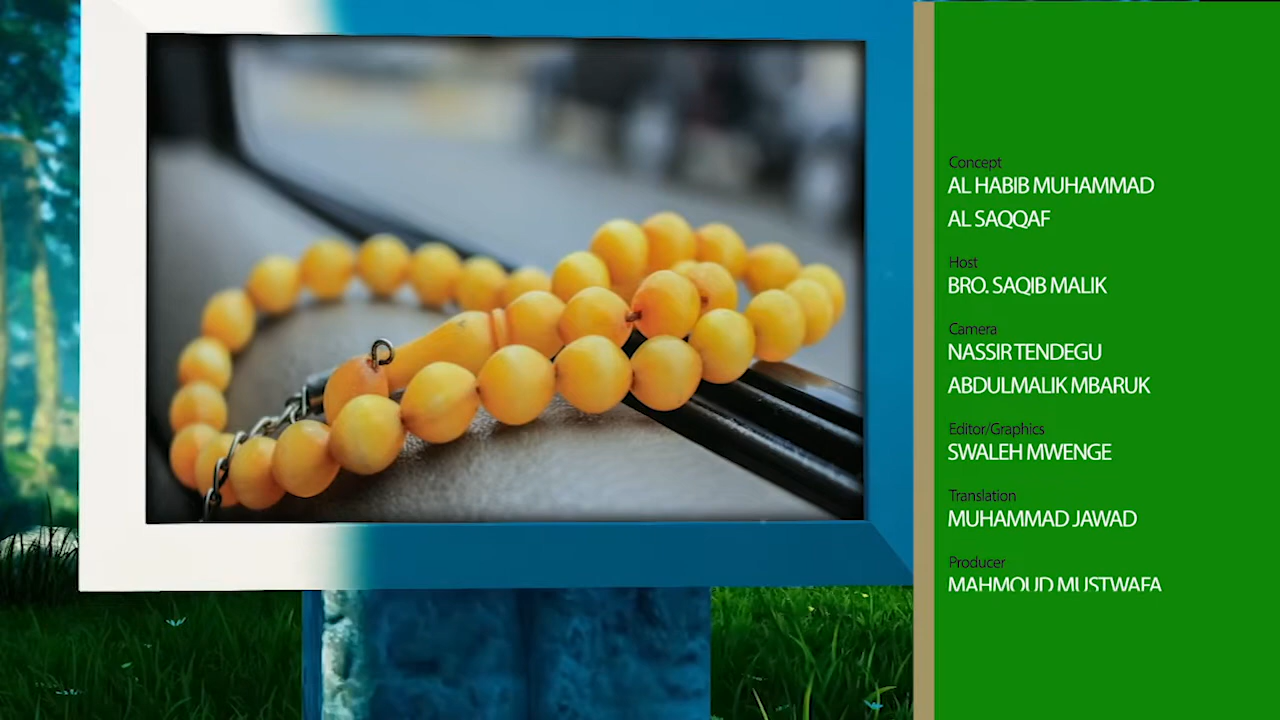 Concept
AL HABIB MUHAMMAD
AL SAQQAF
Host
BRO. SAQIB MALIK
Camera
NASSIR TENDEGU
ABDULMALIK MBARUK
Editor/Graphics
SWALEH MWENGE
Translation
MUHAMMAD JAWAD
Producer
MAHMOUD MUSTWAFA